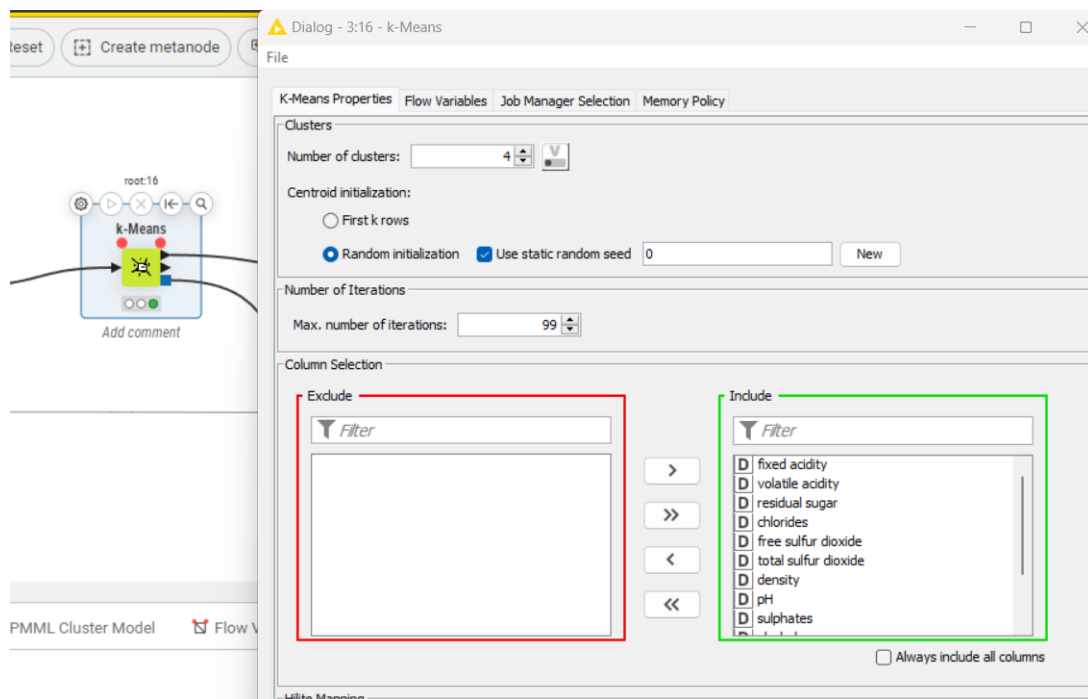 Dialog - 3:16 - k-Means
Reset
Create metanode
File
K-Means Properties
Flow Variables
Job Manager Selection
Memory Policy
Clusters
Number of clusters:
4
V
Centroid initialization:
First k rows
Random initialization
Use static random seed
0
New
Number of Iterations
Max. number of iterations:
99
Column Selection
Exclude
Filter
Include
Filter
D fixed acidity
D volatile acidity
D residual sugar
D chlorides
D free sulfur dioxide
D total sulfur dioxide
D density
D pH
D sulphates
>
>>
<
<<
Always include all columns
Hilite Mapping
root:16
k-Means
Add comment
PMML Cluster Model
Flow V